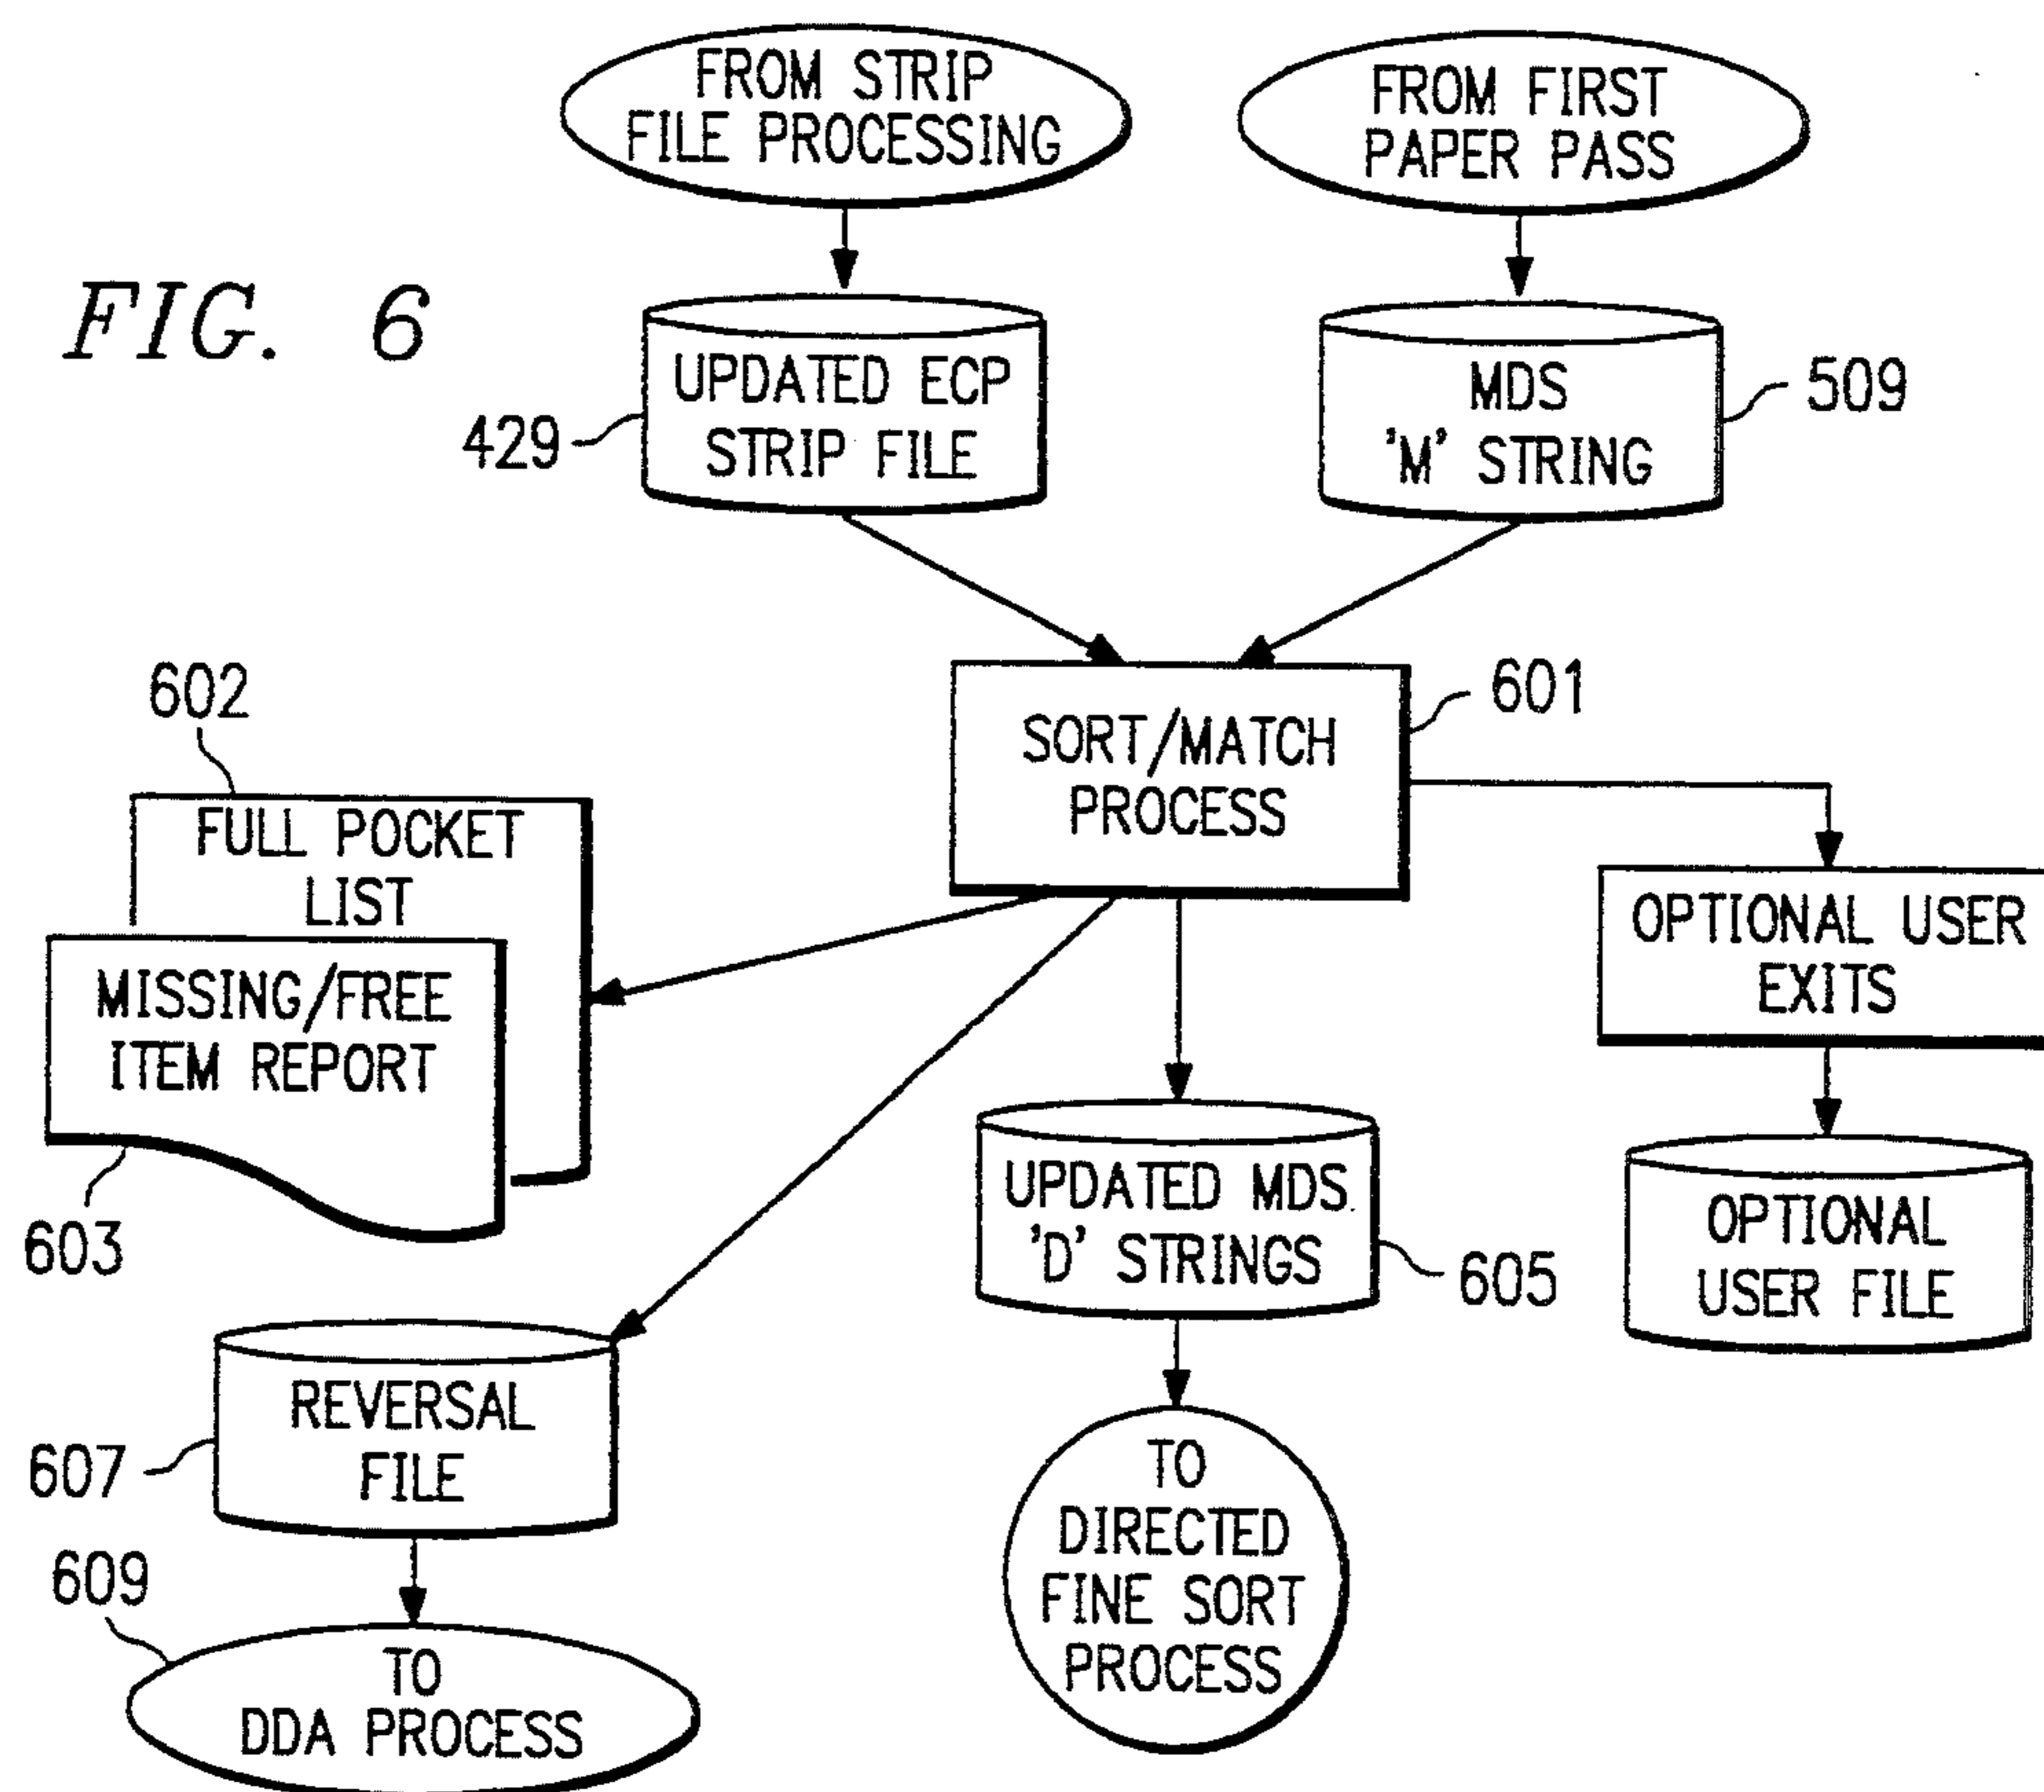 FROM STRIP
FILE PROCESSING
FROM FIRST
PAPER PASS
FIG. 6
UPDATED ECP
STRIP FILE
429
MDS
'M' STRING
509
602
SORT/MATCH
PROCESS
601
FULL POCKET
LIST
MISSING/FREE
ITEM REPORT
603
OPTIONAL USER
EXITS
UPDATED MDS
'D' STRINGS
605
OPTIONAL
USER FILE
REVERSAL
FILE
607
TO
DIRECTED
FINE SORT
PROCESS
609
TO
DDA PROCESS